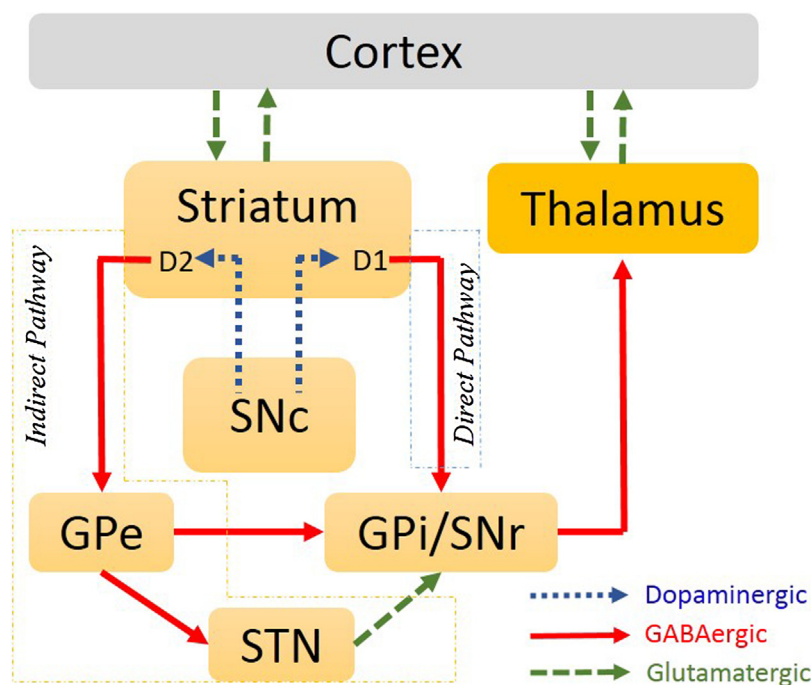 Cortex
Striatum
Thalamus
D2
D1
Indirect Pathway
Direct Pathway
SNc
GPe
GPi/SNr
STN
Dopaminergic
GABAergic
Glutamatergic